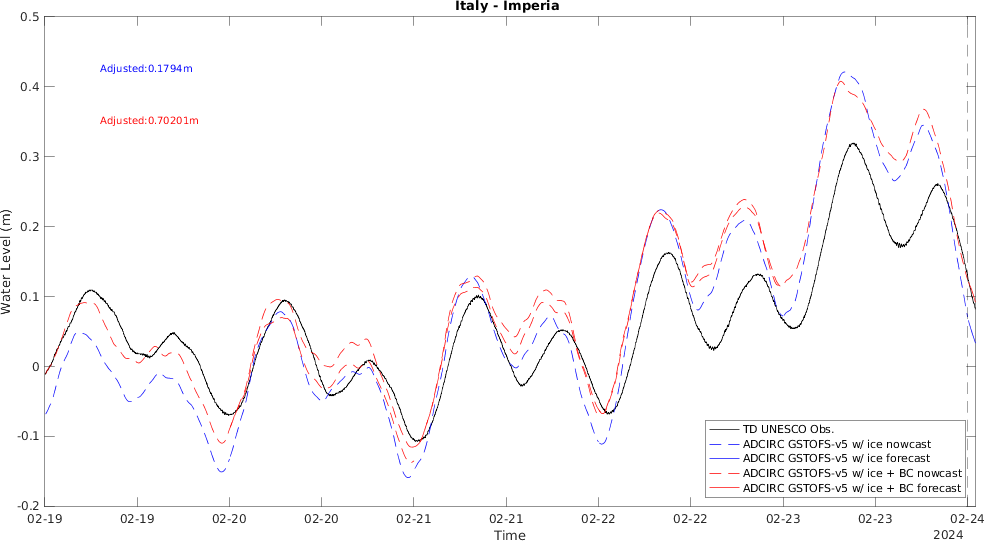 Italy - Imperia
0.5
Adjusted:0.1794m
0.4
Adjusted:0.70201m
0.3
0.2
0.1
0
-0.1
-0.2
Water Level (m)
TD UNESCO Obs.
ADCIRC GSTOFS-v5 w/ ice nowcast
ADCIRC GSTOFS-v5 w/ ice forecast
ADCIRC GSTOFS-v5 w/ ice + BC nowcast
ADCIRC GSTOFS-v5 w/ ice + BC forecast
02-19 02-19 02-20 02-20 02-21 02-21 02-22 02-22 02-23 02-23 02-24
Time
2024